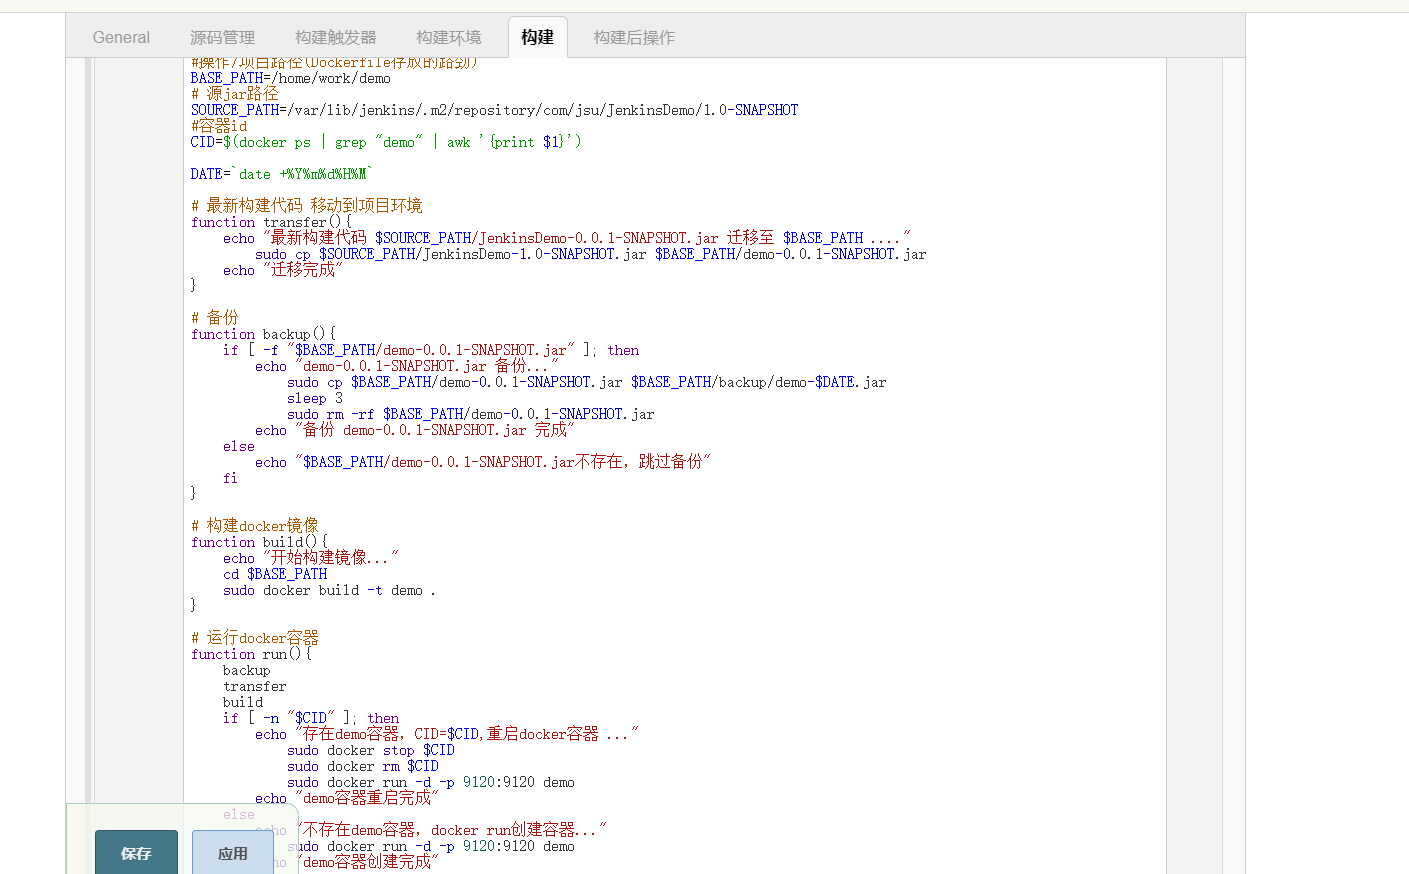 General 源码管理 构建触发器 构建环境 构建 构建后操作
#操作/项目路径(Dockerfile存放的路劲)
BASE_PATH=/home/work/demo
# 源jar路径
SOURCE_PATH=/var/lib/jenkins/.m2/repository/com/jsu/JenkinsDemo/1.0-SNAPSHOT
#容器id
CID=$(docker ps | grep "demo" | awk '{print $1}')
DATE=`date +%Y%m%d%H%M`
# 最新构建代码 移动到项目环境
function transfer(){
echo "最新构建代码 $SOURCE_PATH/JenkinsDemo-0.0.1-SNAPSHOT.jar 迁移至 $BASE_PATH ...."
sudo cp $SOURCE_PATH/JenkinsDemo-1.0-SNAPSHOT.jar $BASE_PATH/demo-0.0.1-SNAPSHOT.jar
echo "迁移完成"
}
# 备份
function backup(){
if [ -f "$BASE_PATH/demo-0.0.1-SNAPSHOT.jar" ]; then
echo "demo-0.0.1-SNAPSHOT.jar 备份..."
sudo cp $BASE_PATH/demo-0.0.1-SNAPSHOT.jar $BASE_PATH/backup/demo-$DATE.jar
sleep 3
sudo rm -rf $BASE_PATH/demo-0.0.1-SNAPSHOT.jar
echo "备份 demo-0.0.1-SNAPSHOT.jar 完成"
else
echo "$BASE_PATH/demo-0.0.1-SNAPSHOT.jar不存在，跳过备份"
fi
}
# 构建docker镜像
function build(){
echo "开始构建镜像..."
cd $BASE_PATH
sudo docker build -t demo .
}
# 运行docker容器
function run(){
backup
transfer
build
if [ -n "$CID" ]; then
echo "存在demo容器，CID=$CID,重启docker容器 ..."
sudo docker stop $CID
sudo docker rm $CID
sudo docker run -d -p 9120:9120 demo
echo "demo容器重启完成"
else
echo "不存在demo容器，docker run创建容器..."
sudo docker run -d -p 9120:9120 demo
echo "demo容器创建完成"
保存 应用